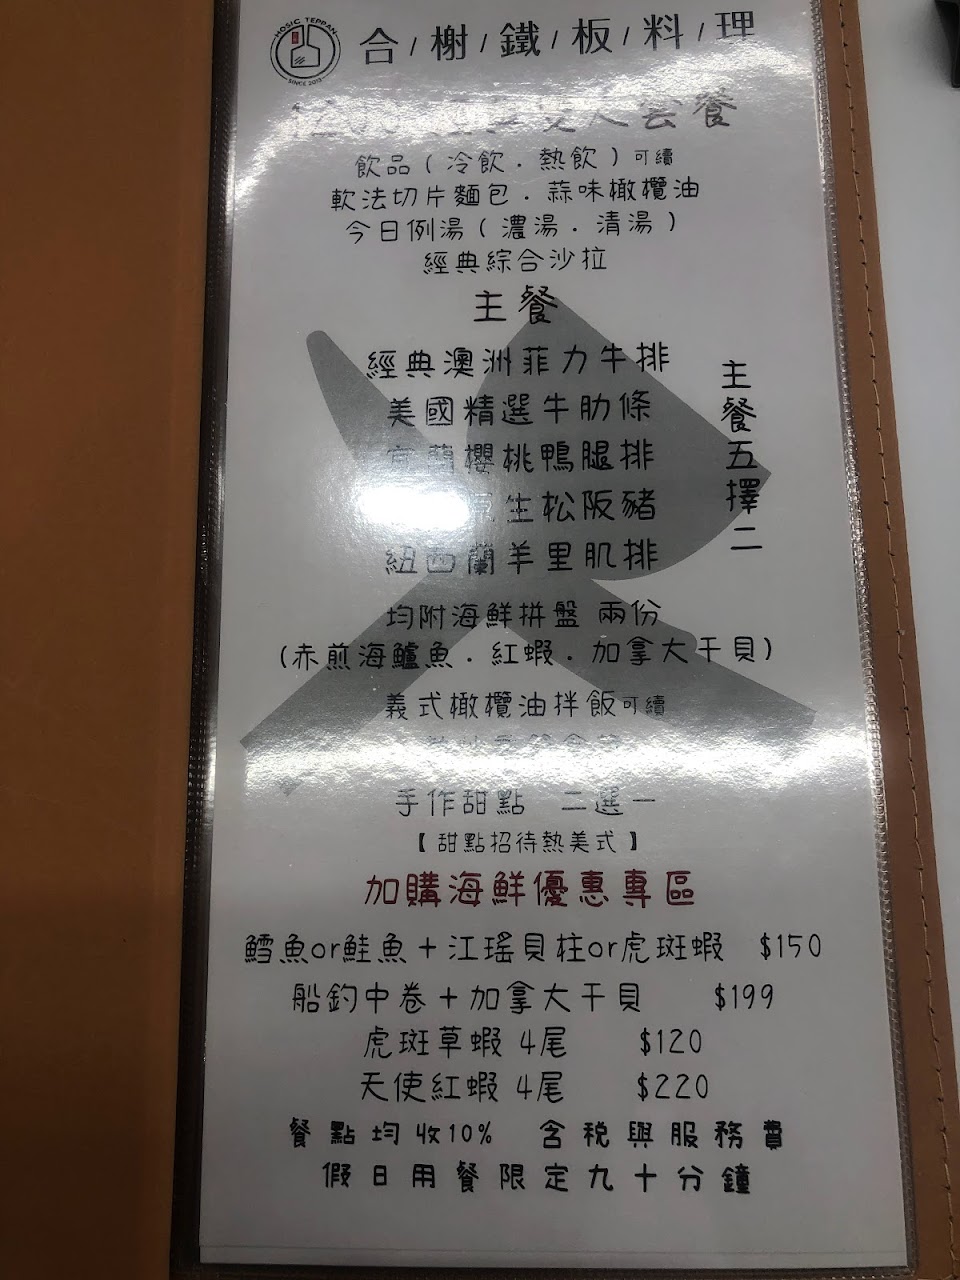 HOSIC TEPPAN
SINCE 2013
合/榭/鐵/板/料/理
雙人套餐
飲品(冷飲.熱飲)可續
軟法切片麵包.蒜味橄欖油
今日例湯(濃湯.清湯)
經典綜合沙拉
主餐
經典澳洲菲力牛排
美國精選牛肋條
宜蘭櫻桃鴨腿排
生松阪豬
紐西蘭羊里肌排
主餐五擇二
均附海鮮拼盤 兩份
(赤煎海鱸魚.紅蝦.加拿大干貝)
義式橄欖油拌飯可續
手作甜點 二選一
【甜點招待熱美式】
加購海鮮優惠專區
鱈魚or鮭魚+江瑤貝柱or虎斑蝦 $150
船釣中卷+加拿大干貝 $199
虎斑草蝦 4尾 $120
天使紅蝦 4尾 $220
餐點均收10% 含稅與服務費
假日用餐限定九十分鐘